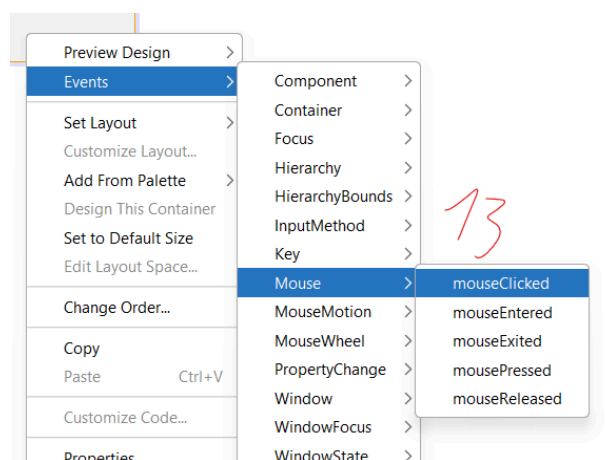 Preview Design
Events
Set Layout
Customize Layout...
Add From Palette
Design This Container
Set to Default Size
Edit Layout Space...
Change Order...
Copy
Paste Ctrl+V
Customize Code...
Properties
Component
Container
Focus
Hierarchy
HierarchyBounds
InputMethod
Key
Mouse
MouseMotion
MouseWheel
PropertyChange
Window
WindowFocus
WindowState
13
mouseClicked
mouseEntered
mouseExited
mousePressed
mouseReleased